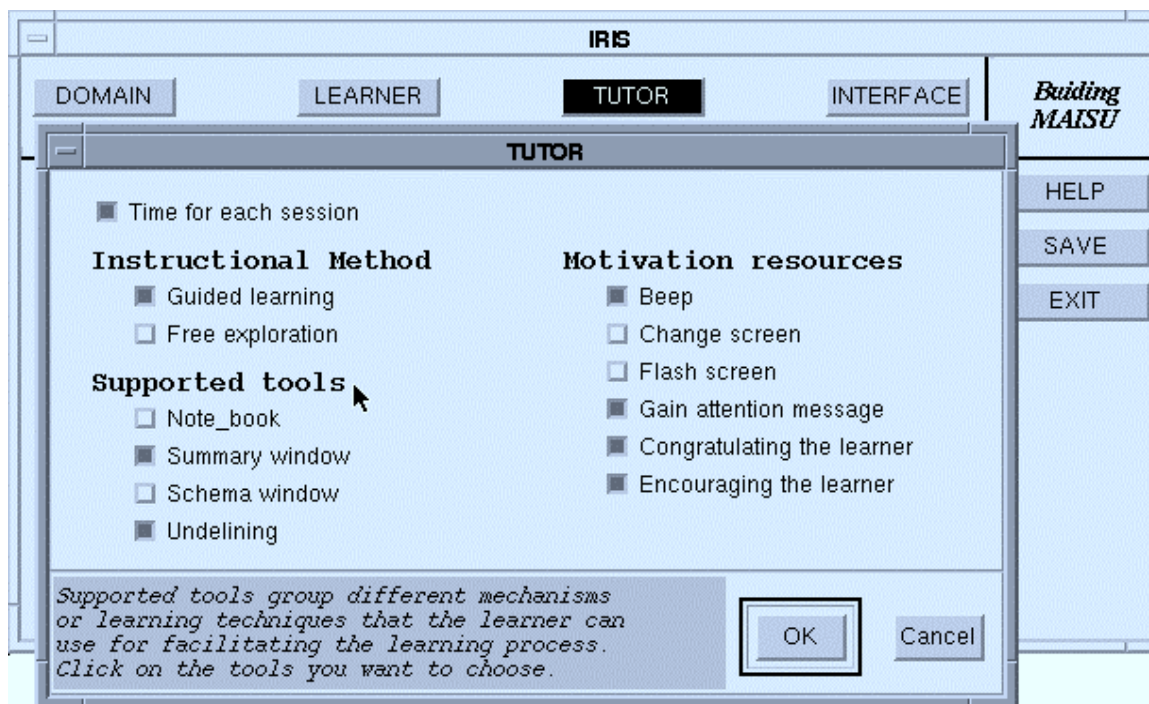 IRIS
DOMAIN LEARNER TUTOR INTERFACE
Buiding
MAISU
TUTOR
HELP
SAVE
EXIT
Time for each session
Instructional Method
Guided learning
Free exploration
Supported tools
Note_book
Summary window
Schema window
Undelining
Motivation resources
Beep
Change screen
Flash screen
Gain attention message
Congratulating the learner
Encouraging the learner
Supported tools group different mechanisms
or learning techniques that the learner can
use for facilitating the learning process.
Click on the tools you want to choose.
OK Cancel